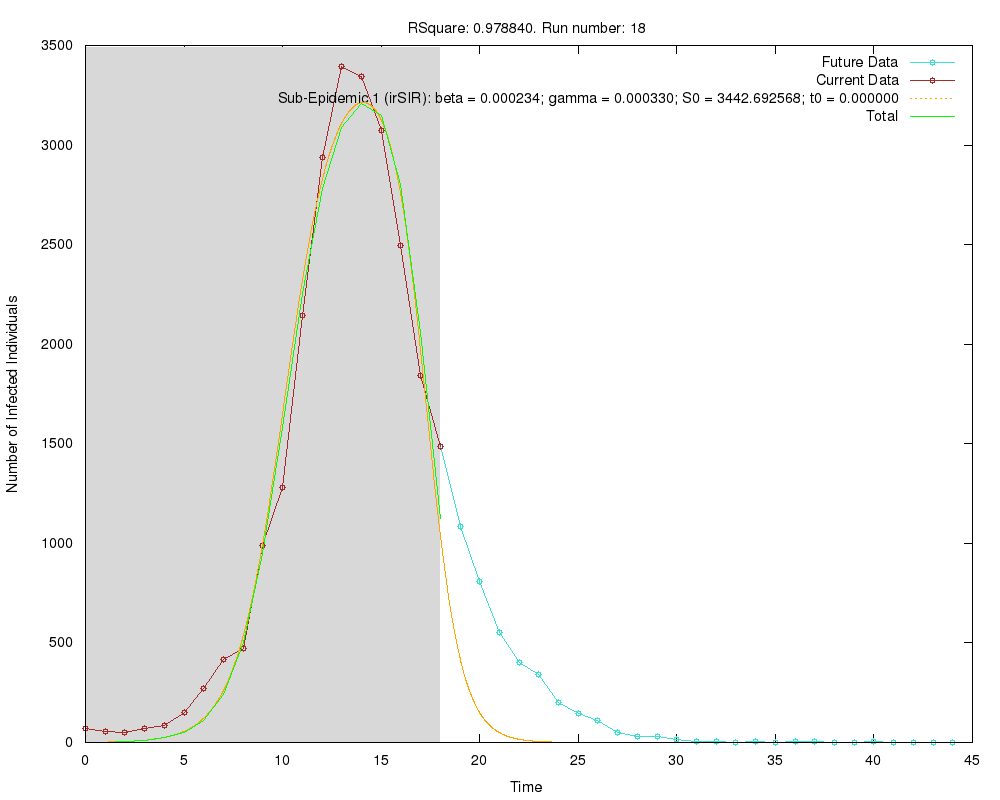 RSquare: 0.978840. Run number: 18
Future Data
Current Data
Sub-Epidemic 1 (irSIR): beta = 0.000234; gamma = 0.000330; S0 = 3442.692568; t0 = 0.000000
Total
3500
3000
2500
2000
1500
1000
500
0
Number of Infected Individuals
0 5 10 15 20 25 30 35 40 45
Time